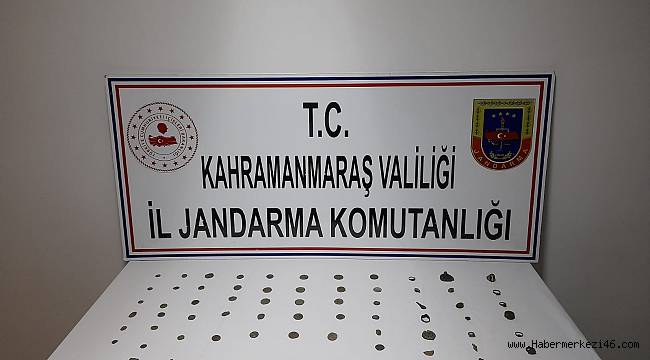 T.C.
KAHRAMANMARAŞ VALİLİĞİ
İL JANDARMA KOMUTANLIĞI
JANDARMA
www.Habermerkezi46.com